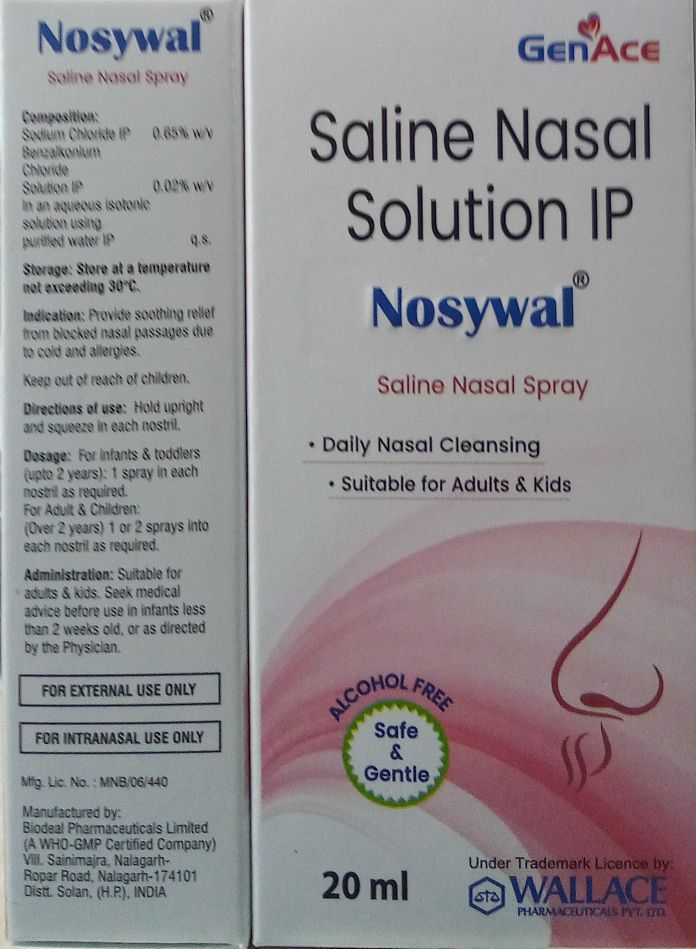 Nosywal®
Saline Nasal Spray
Composition:
Sodium Chloride IP 0.65% w/v
Benzalkonium
Chloride
Solution IP 0.02% w/v
In an aqueous isotonic
solution using
purified water IP q.s.
Storage: Store at a temperature
not exceeding 30°C.
Indication: Provide soothing relief
from blocked nasal passages due
to cold and allergies.
Keep out of reach of children.
Directions of use: Hold upright
and squeeze in each nostril.
Dosage: For infants & toddlers
(upto 2 years): 1 spray in each
nostril as required.
For Adult & Children:
(Over 2 years) 1 or 2 sprays into
each nostril as required.
Administration: Suitable for
adults & kids. Seek medical
advice before use in infants less
than 2 weeks old, or as directed
by the Physician.
FOR EXTERNAL USE ONLY
FOR INTRANASAL USE ONLY
Mfg. Lic. No. : MNB/06/440
Manufactured by:
Biodeal Pharmaceuticals Limited
(A WHO-GMP Certified Company)
Vill. Sainimajra, Nalagarh-
Ropar Road, Nalagarh-174101
Distt. Solan, (H.P.), INDIA
GENACE
Saline Nasal
Solution IP
Nosywal®
Saline Nasal Spray
• Daily Nasal Cleansing
• Suitable for Adults & Kids
ALCOHOL FREE
Safe
&
Gentle
20 ml
Under Trademark Licence by:
WALLACE
PHARMACEUTICALS PVT. LTD.